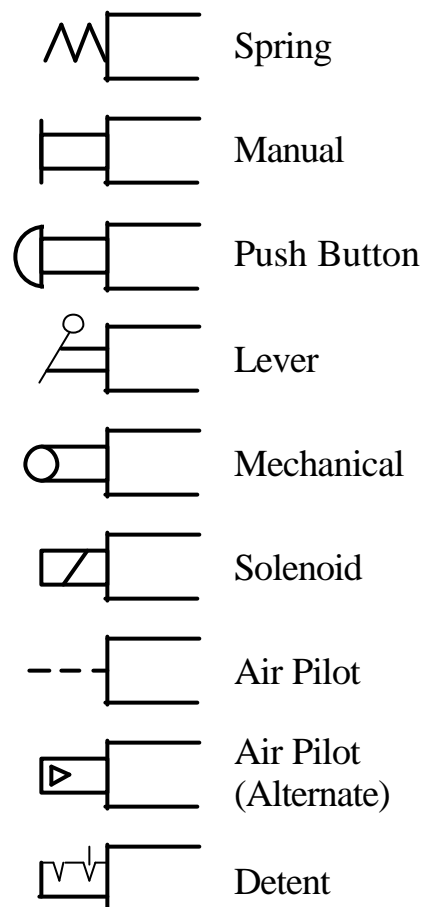 Spring
Manual
Push Button
Lever
Mechanical
Solenoid
Air Pilot
Air Pilot
(Alternate)
Detent